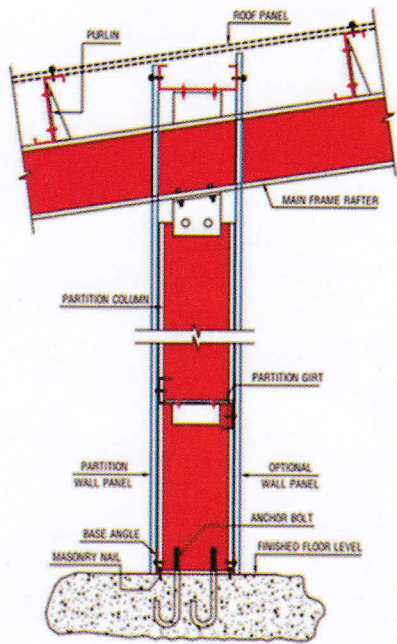 ROOF PANEL
PURLIN
MAIN FRAME RAFTER
PARTITION COLUMN
PARTITION GIRT
PARTITION
WALL PANEL
OPTIONAL
WALL PANEL
BASE ANGLE
ANCHOR BOLT
MASONRY NAIL
FINISHED FLOOR LEVEL